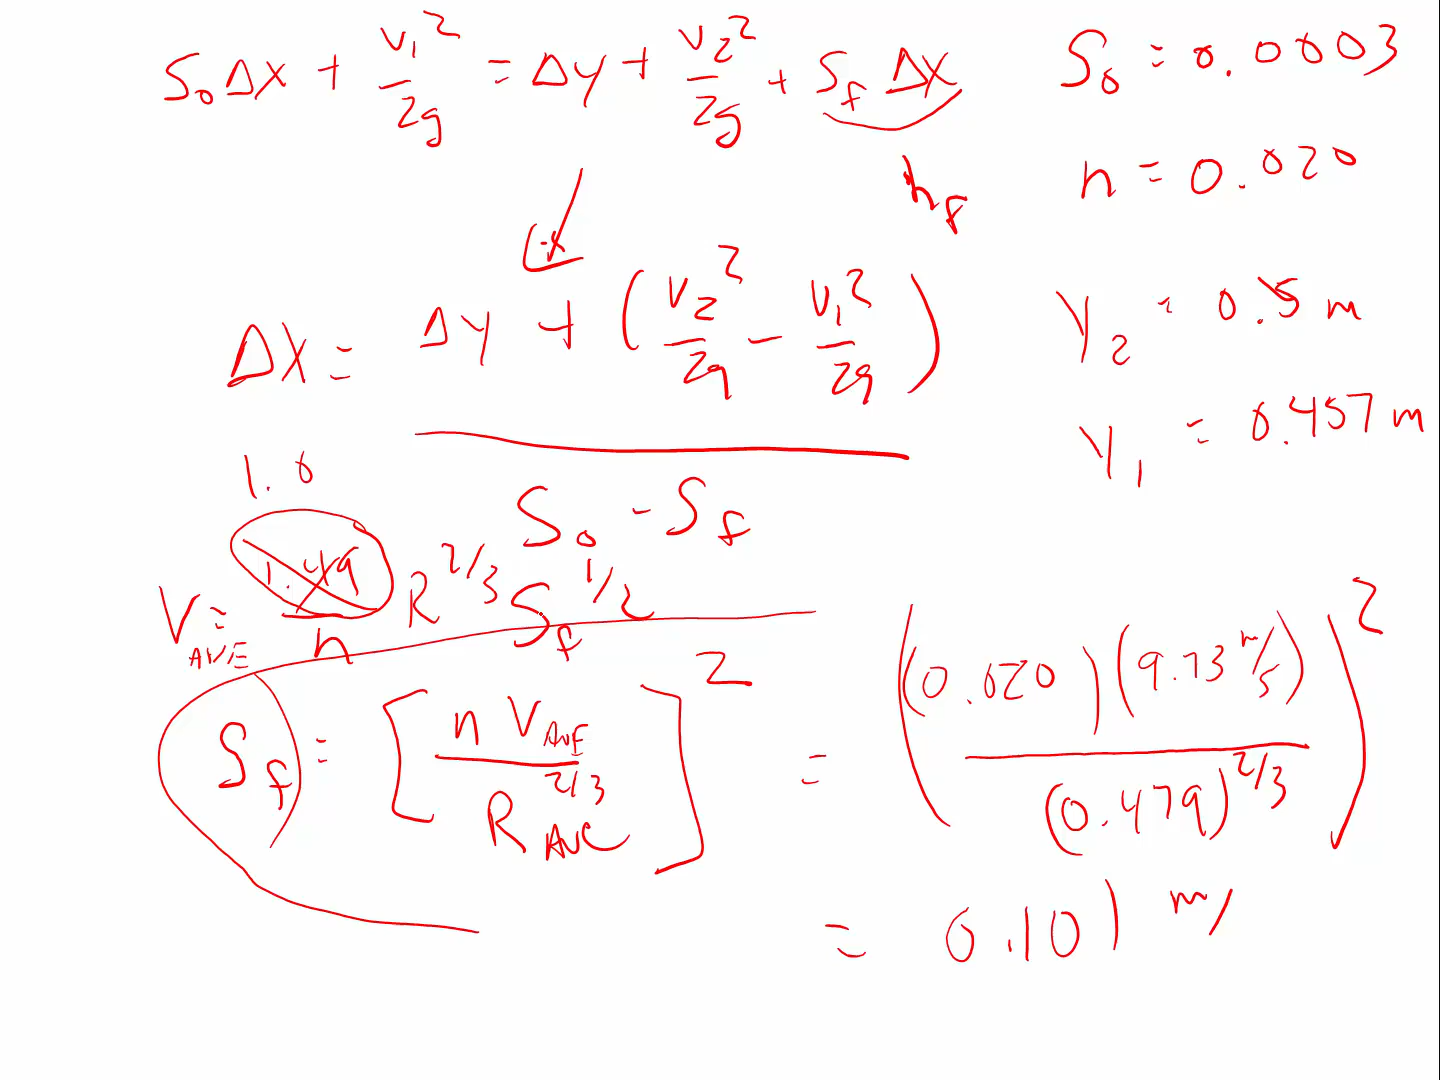 S₀ Δx + V₁²/2g = Δy + V₂²/2g + S_f Δx
h_f
S₀ = 0.0003
n = 0.020
Δx = Δy + (V₂²/2g - V₁²/2g)
S₀ - S_f
y₂ = 0.5 m
y₁ = 0.457 m
1.0
V_AVE = 1.49/n R^2/3 S_f^1/2
S_f = [n V_AVE / R_AVE^2/3]² = ((0.020)(9.73 m/s) / (0.479)^2/3)²
= 0.101 m/